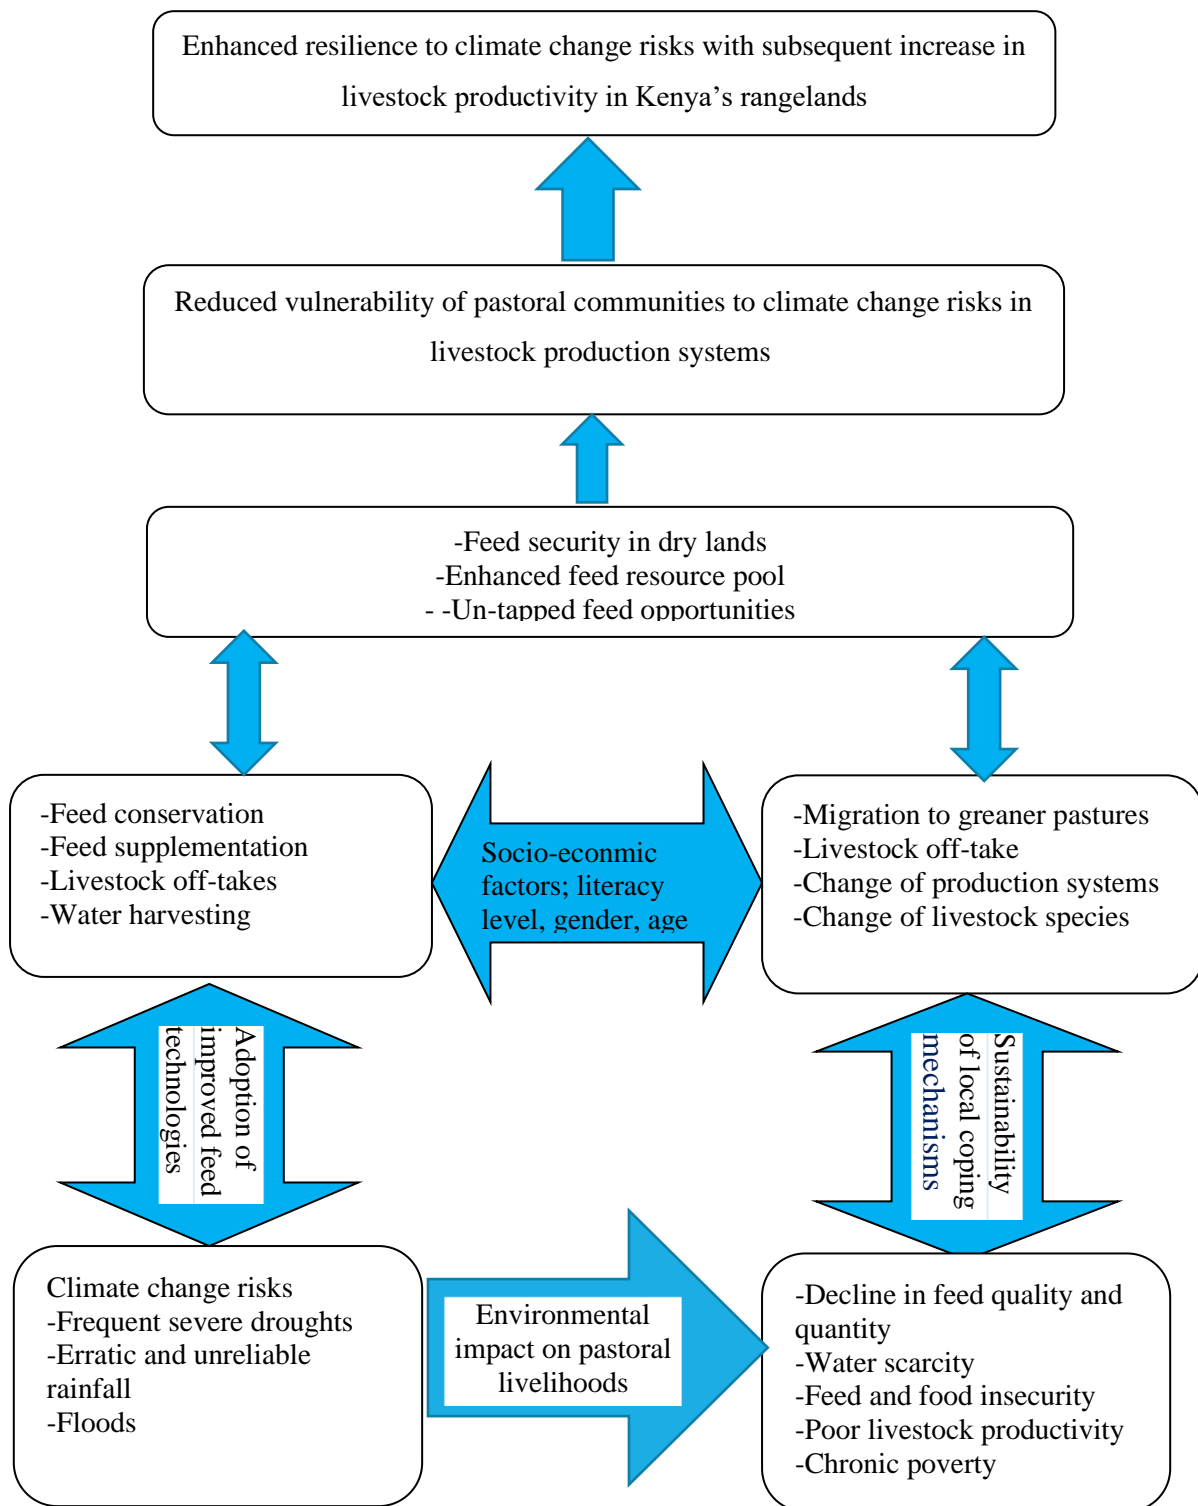 Enhanced resilience to climate change risks with subsequent increase in
livestock productivity in Kenya’s rangelands
Reduced vulnerability of pastoral communities to climate change risks in
livestock production systems
-Feed security in dry lands
-Enhanced feed resource pool
- -Un-tapped feed opportunities
-Feed conservation
-Feed supplementation
-Livestock off-takes
-Water harvesting
Socio-econmic
factors; literacy
level, gender, age
-Migration to greaner pastures
-Livestock off-take
-Change of production systems
-Change of livestock species
Adoption of
improved feed
technologies
Sustainability
of local coping
mechanisms
Climate change risks
-Frequent severe droughts
-Erratic and unreliable
rainfall
-Floods
Environmental
impact on pastoral
livelihoods
-Decline in feed quality and
quantity
-Water scarcity
-Feed and food insecurity
-Poor livestock productivity
-Chronic poverty